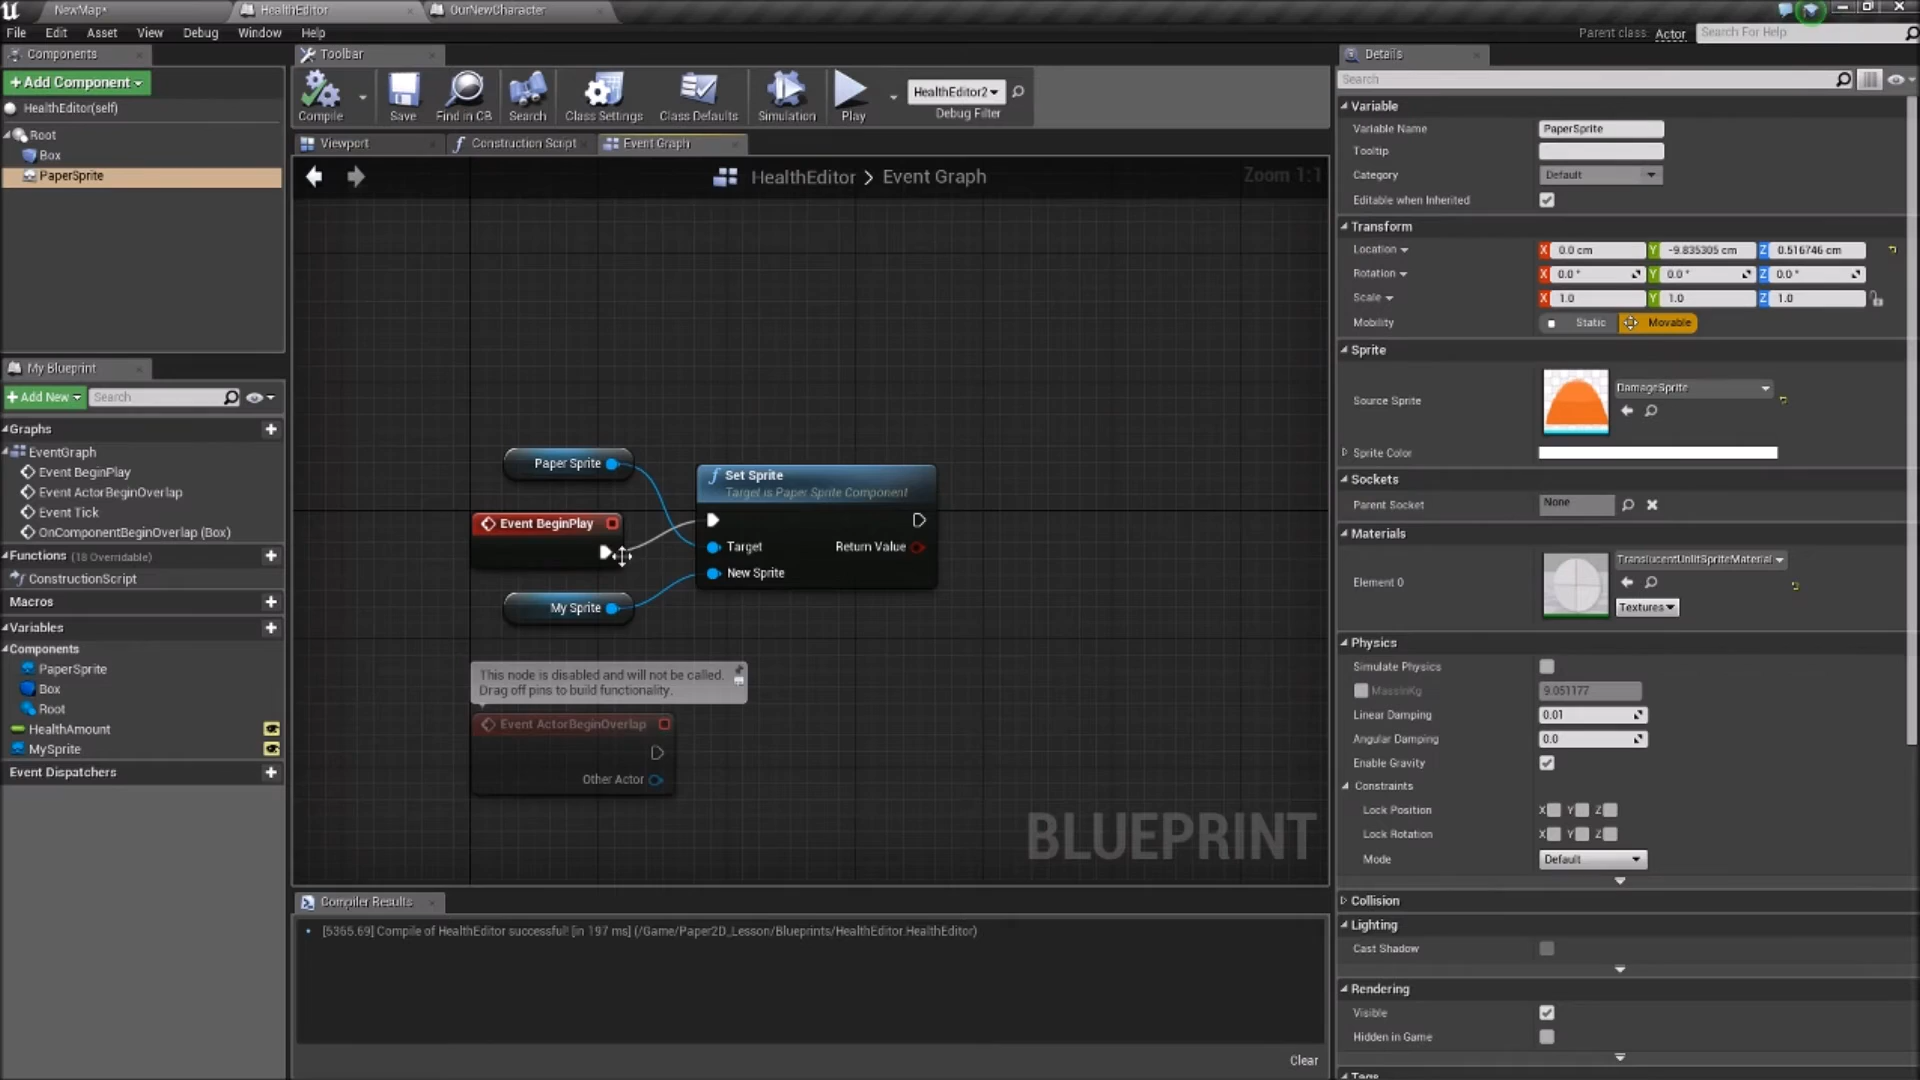 NewMap*
HealthEditor
OurNewCharacter
File Edit Asset View Debug Window Help
Parent class: Actor
Search For Help
Components
+ Add Component
HealthEditor(self)
Root
Box
PaperSprite
Toolbar
Compile
Save
Find in CB
Search
Class Settings
Class Defaults
Simulation
Play
HealthEditor2
Debug Filter
Viewport
Construction Script
Event Graph
HealthEditor > Event Graph
Zoom 1:1
Paper Sprite
Set Sprite
Target is Paper Sprite Component
Event BeginPlay
Target
Return Value
New Sprite
My Sprite
This node is disabled and will not be called.
Drag off pins to build functionality.
Event ActorBeginOverlap
Other Actor
BLUEPRINT
My Blueprint
+ Add New
Search
Graphs
EventGraph
Event BeginPlay
Event ActorBeginOverlap
Event Tick
OnComponentBeginOverlap (Box)
Functions (18 Overridable)
ConstructionScript
Macros
Variables
Components
PaperSprite
Box
Root
HealthAmount
MySprite
Event Dispatchers
Compiler Results
[5365.69] Compile of HealthEditor successful! [in 197 ms] (/Game/Paper2D_Lesson/Blueprints/HealthEditor.HealthEditor)
Clear
Details
Search
Variable
Variable Name PaperSprite
Tooltip
Category Default
Editable when Inherited
Transform
Location X 0.0 cm Y -9.835305 cm Z 0.516746 cm
Rotation X 0.0 ° Y 0.0 ° Z 0.0 °
Scale X 1.0 Y 1.0 Z 1.0
Mobility Static Movable
Sprite
Source Sprite DamageSprite
Sprite Color
Sockets
Parent Socket None
Materials
Element 0 TranslucentUnlitSpriteMaterial
Textures
Physics
Simulate Physics
MassInKg 9.051177
Linear Damping 0.01
Angular Damping 0.0
Enable Gravity
Constraints
Lock Position X Y Z
Lock Rotation X Y Z
Mode Default
Collision
Lighting
Cast Shadow
Rendering
Visible
Hidden in Game
Tags